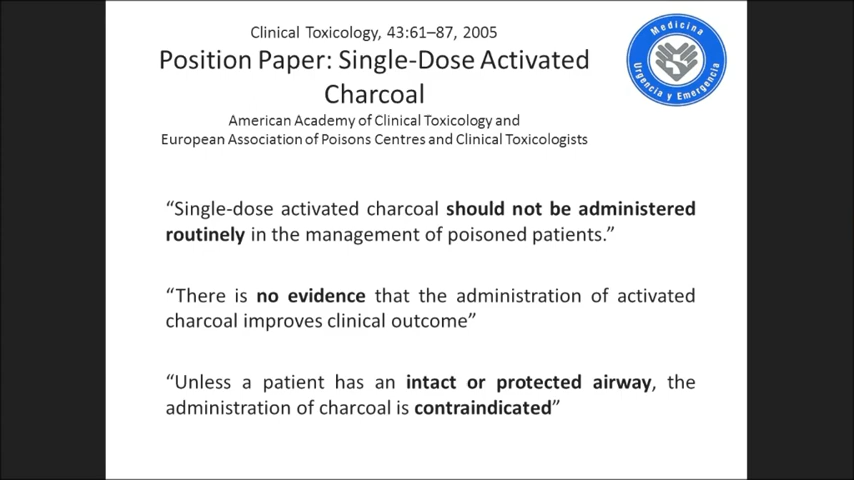 Clinical Toxicology, 43:61–87, 2005
Position Paper: Single-Dose Activated
Charcoal
American Academy of Clinical Toxicology and
European Association of Poisons Centres and Clinical Toxicologists
Medicina
Urgencia y Emergencia
“Single-dose activated charcoal should not be administered
routinely in the management of poisoned patients.”
“There is no evidence that the administration of activated
charcoal improves clinical outcome”
“Unless a patient has an intact or protected airway, the
administration of charcoal is contraindicated”